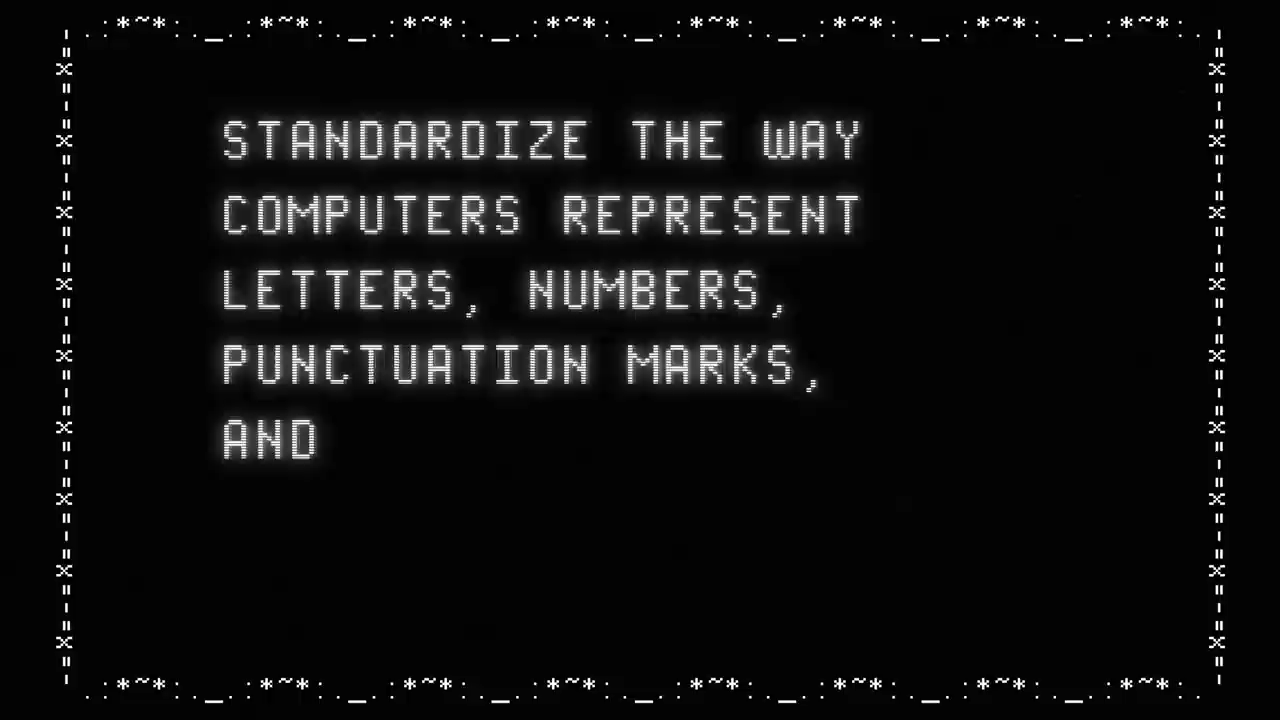 STANDARDIZE THE WAY
COMPUTERS REPRESENT
LETTERS, NUMBERS,
PUNCTUATION MARKS,
AND